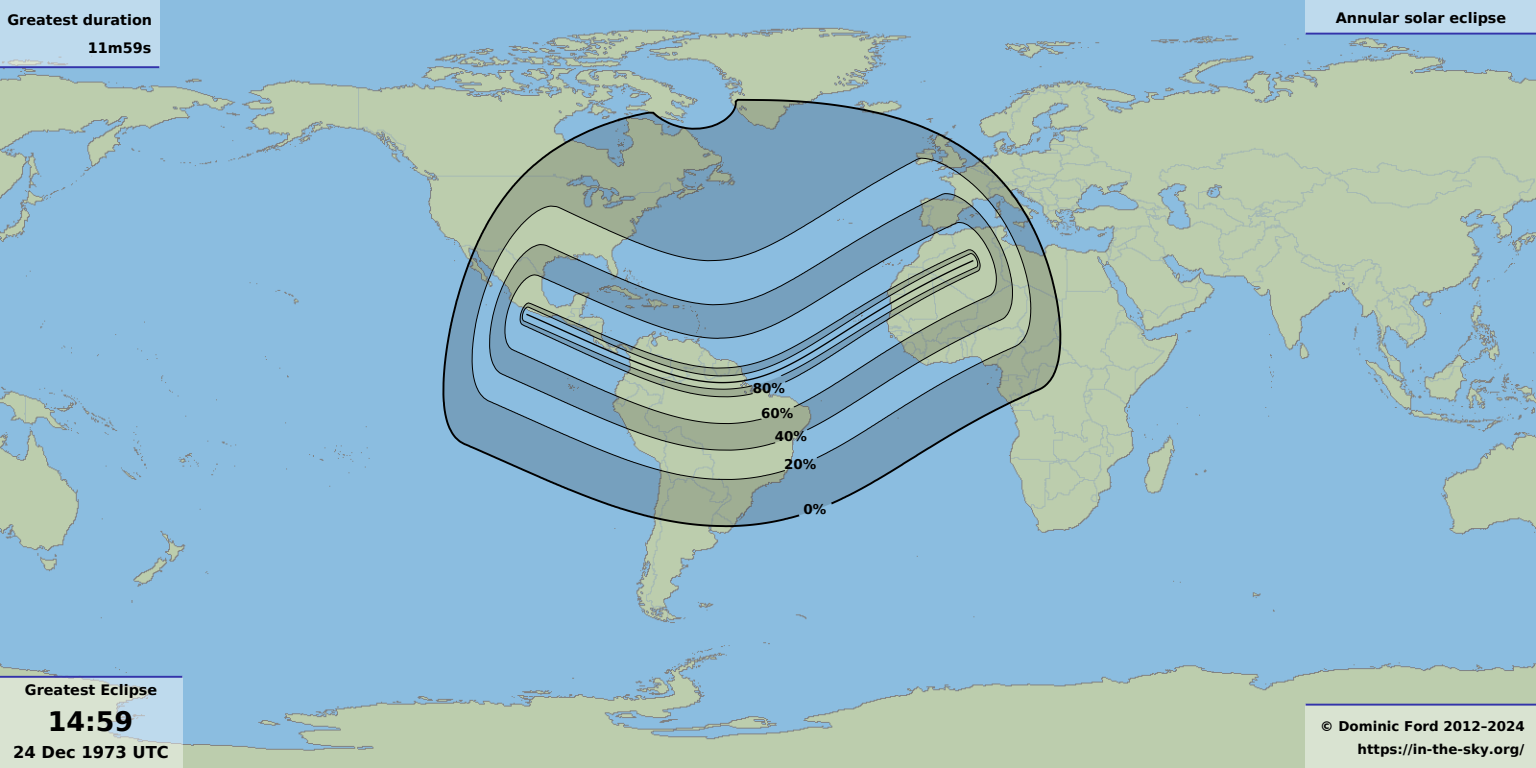 Greatest duration
11m59s
Annular solar eclipse
80%
60%
40%
20%
0%
Greatest Eclipse
14:59
24 Dec 1973 UTC
© Dominic Ford 2012–2024
https://in-the-sky.org/